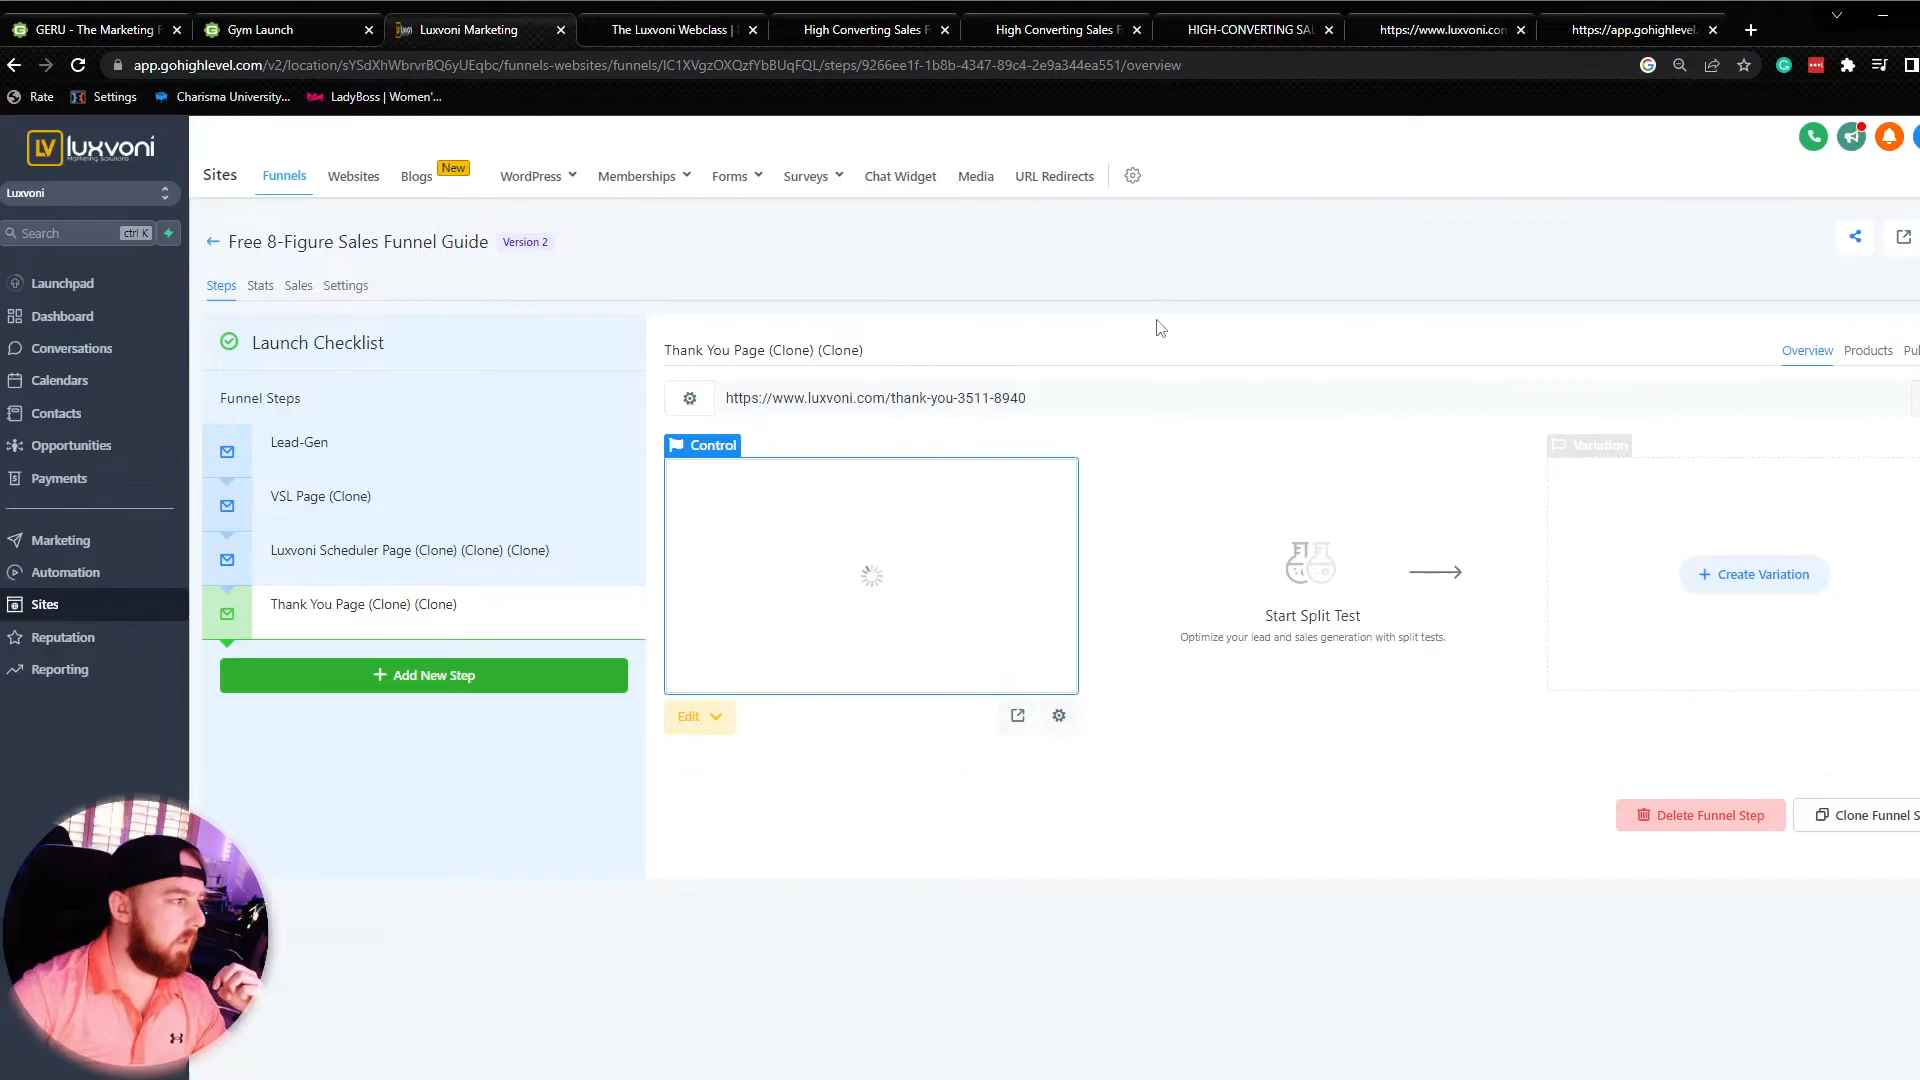 GERU - The Marketing F
Gym Launch
Luxvoni Marketing
The Luxvoni Webclass |
High Converting Sales F
High Converting Sales F
HIGH-CONVERTING SAL
https://www.luxvoni.com
https://app.gohighlevel.
app.gohighlevel.com/v2/location/sYSdXhWbrvrBQ6yUEqbc/funnels-websites/funnels/lC1XVgzOXQzfYbBUqFQL/steps/9266ee1f-1b8b-4347-89c4-2e9a344ea551/overview
Rate
Settings
Charisma University...
LadyBoss | Women'...
LV luxvoni
Marketing Solutions
Luxvoni
Search
ctrl K
Launchpad
Dashboard
Conversations
Calendars
Contacts
Opportunities
Payments
Marketing
Automation
Sites
Reputation
Reporting
Sites
Funnels
Websites
Blogs
New
WordPress
Memberships
Forms
Surveys
Chat Widget
Media
URL Redirects
Free 8-Figure Sales Funnel Guide
Version 2
Steps
Stats
Sales
Settings
Launch Checklist
Funnel Steps
Lead-Gen
VSL Page (Clone)
Luxvoni Scheduler Page (Clone) (Clone) (Clone)
Thank You Page (Clone) (Clone)
Add New Step
Thank You Page (Clone) (Clone)
Overview
Products
Pu
https://www.luxvoni.com/thank-you-3511-8940
Control
Variation
Start Split Test
Optimize your lead and sales generation with split tests.
Create Variation
Edit
Delete Funnel Step
Clone Funnel S